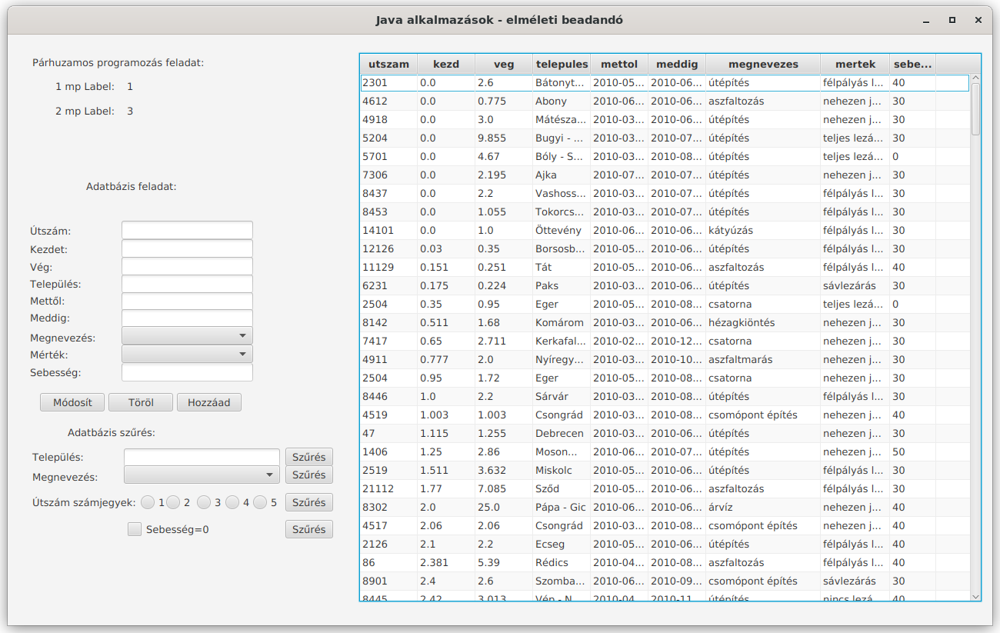 Java alkalmazások - elméleti beadandó
Párhuzamos programozás feladat:
1 mp Label: 1
2 mp Label: 3
Adatbázis feladat:
Útszám:
Kezdet:
Vég:
Település:
Mettől:
Meddig:
Megnevezés:
Mérték:
Sebesség:
Módosít Töröl Hozzáad
Adatbázis szűrés:
Település: Szűrés
Megnevezés: Szűrés
Útszám számjegyek: 1 2 3 4 5 Szűrés
Sebesség=0 Szűrés
utszam kezd veg telepules mettol meddig megnevezes mertek sebe...
2301 0.0 2.6 Bátonyt... 2010-05... 2010-06... útépítés félpályás l... 40
4612 0.0 0.775 Abony 2010-06... 2010-06... aszfaltozás nehezen j... 30
4918 0.0 3.0 Mátésza... 2010-03... 2010-06... útépítés nehezen j... 30
5204 0.0 9.855 Bugyi - ... 2010-03... 2010-07... útépítés teljes lezá... 30
5701 0.0 4.67 Bóly - S... 2010-03... 2010-08... útépítés teljes lezá... 0
7306 0.0 2.195 Ajka 2010-07... 2010-07... útépítés nehezen j... 30
8437 0.0 2.2 Vashoss... 2010-03... 2010-07... útépítés félpályás l... 30
8453 0.0 1.055 Tokorcs... 2010-03... 2010-07... útépítés félpályás l... 30
14101 0.0 1.0 Öttevény 2010-06... 2010-06... kátyúzás félpályás l... 30
12126 0.03 0.35 Borsosb... 2010-05... 2010-06... útépítés félpályás l... 30
11129 0.151 0.251 Tát 2010-05... 2010-06... aszfaltozás félpályás l... 40
6231 0.175 0.224 Paks 2010-03... 2010-06... útépítés sávlezárás 30
2504 0.35 0.95 Eger 2010-05... 2010-08... csatorna teljes lezá... 0
8142 0.511 1.68 Komárom 2010-03... 2010-06... hézagkiöntés nehezen j... 30
7417 0.65 2.711 Kerkafal... 2010-02... 2010-12... csatorna nehezen j... 30
4911 0.777 2.0 Nyíregy... 2010-03... 2010-10... aszfaltmarás nehezen j... 30
2504 0.95 1.72 Eger 2010-05... 2010-08... csatorna nehezen j... 30
8446 1.0 2.2 Sárvár 2010-03... 2010-08... útépítés félpályás l... 30
4519 1.003 1.003 Csongrád 2010-03... 2010-08... csomópont építés nehezen j... 40
47 1.115 1.255 Debrecen 2010-03... 2010-06... útépítés nehezen j... 30
1406 1.25 2.86 Moson... 2010-06... 2010-07... útépítés nehezen j... 50
2519 1.511 3.632 Miskolc 2010-05... 2010-06... útépítés félpályás l... 30
21112 1.77 7.085 Sződ 2010-05... 2010-06... aszfaltozás félpályás l... 30
8302 2.0 25.0 Pápa - Gic 2010-06... 2010-06... árvíz nehezen j... 40
4517 2.06 2.06 Csongrád 2010-03... 2010-08... csomópont építés nehezen j... 40
2126 2.1 2.2 Ecseg 2010-05... 2010-06... útépítés félpályás l... 40
86 2.381 5.39 Rédics 2010-04... 2010-08... aszfaltozás félpályás l... 40
8901 2.4 2.6 Szomba... 2010-06... 2010-09... csomópont építés sávlezárás 30
8445 2.42 3.013 Vép - N... 2010-04... 2010-11... útépítés nincs lezá... 40